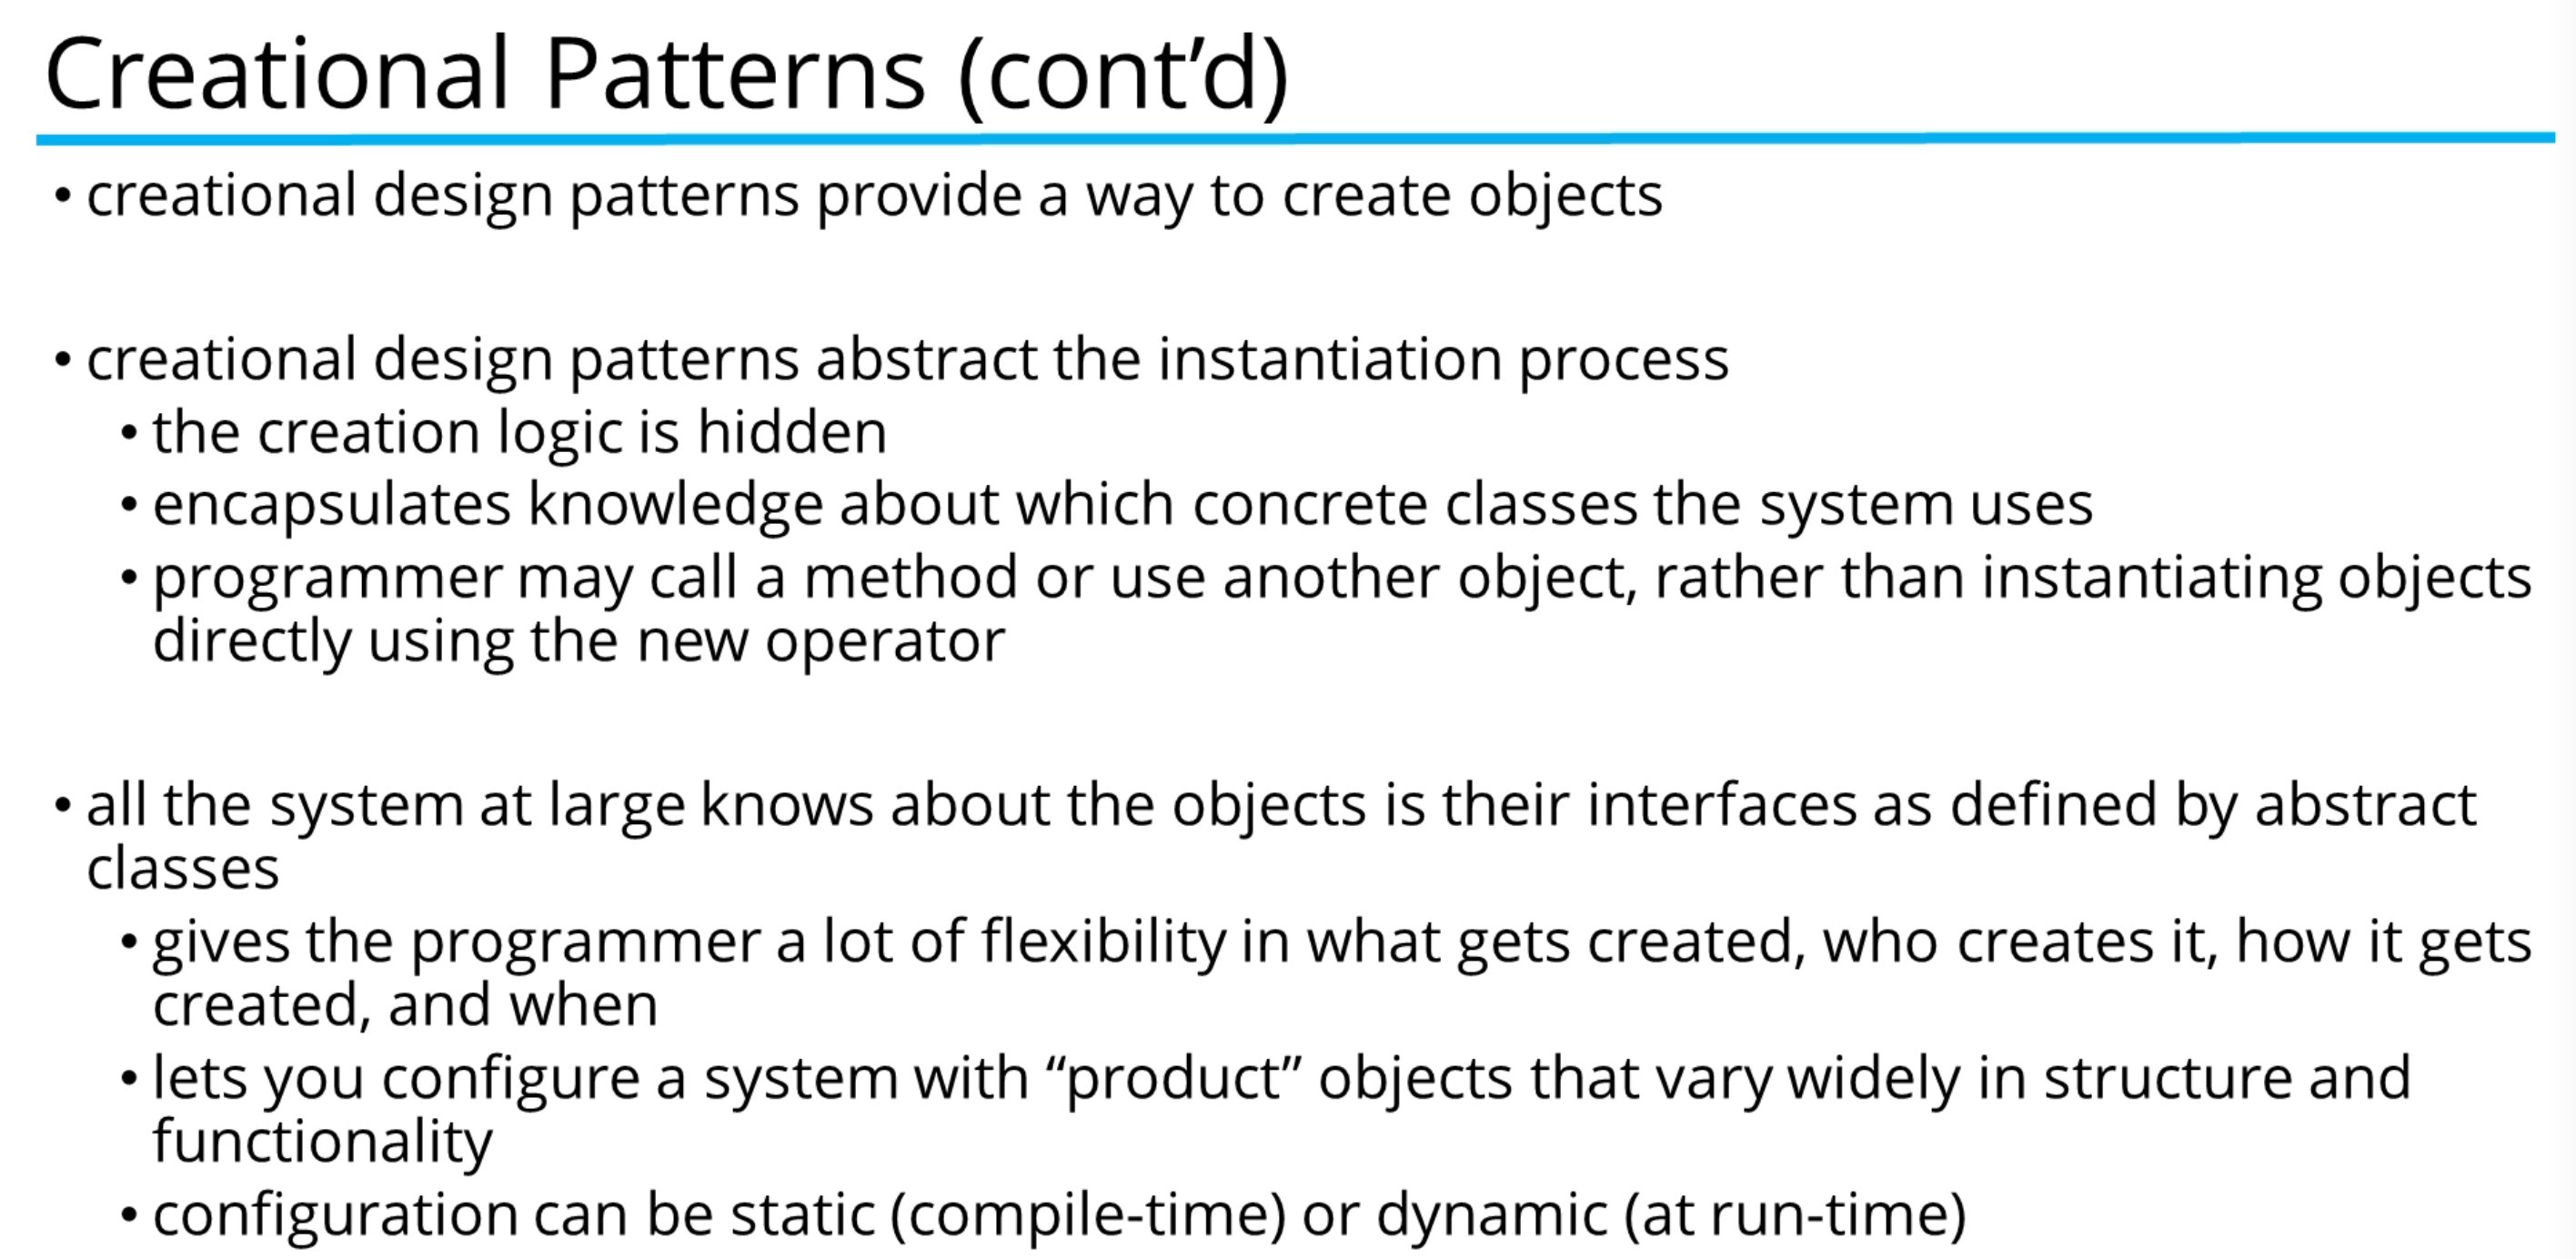 Creational Patterns (cont’d)
• creational design patterns provide a way to create objects
• creational design patterns abstract the instantiation process
• the creation logic is hidden
• encapsulates knowledge about which concrete classes the system uses
• programmer may call a method or use another object, rather than instantiating objects
directly using the new operator
• all the system at large knows about the objects is their interfaces as defined by abstract
classes
• gives the programmer a lot of flexibility in what gets created, who creates it, how it gets
created, and when
• lets you configure a system with “product” objects that vary widely in structure and
functionality
• configuration can be static (compile-time) or dynamic (at run-time)